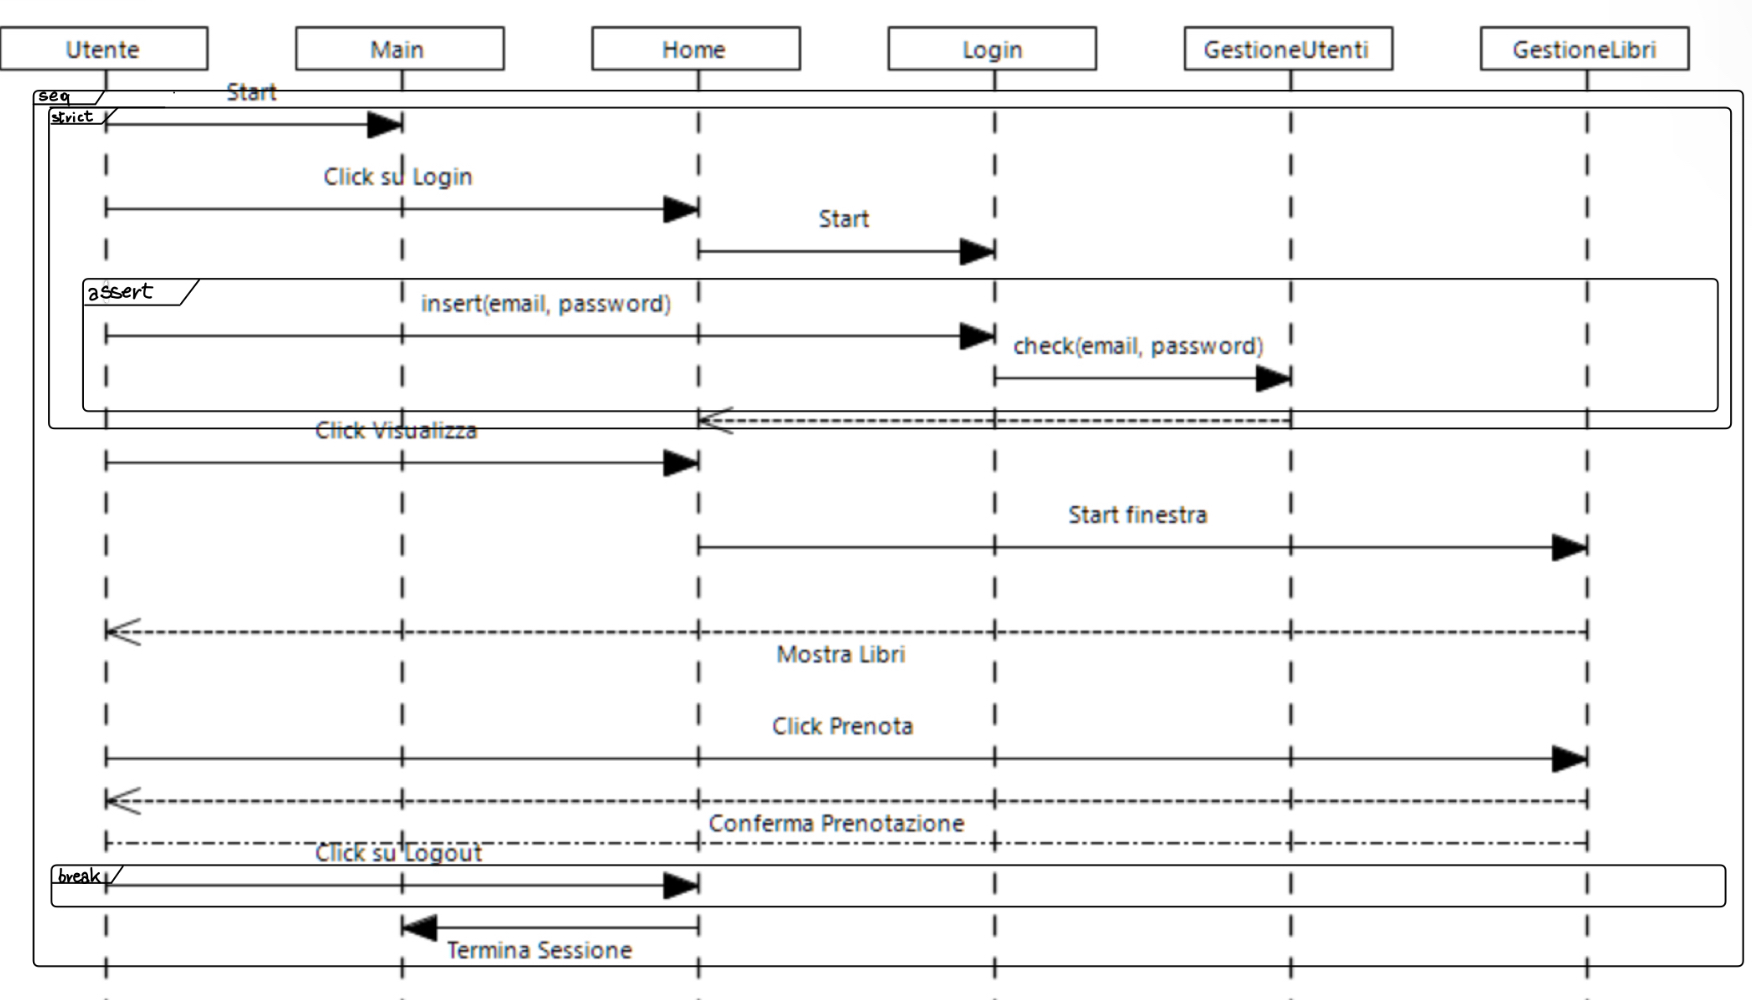 Utente
Main
Home
Login
GestioneUtenti
GestioneLibri
seq
Start
strict
Click su Login
Start
assert
insert(email, password)
check(email, password)
Click Visualizza
Start finestra
Mostra Libri
Click Prenota
Conferma Prenotazione
Click su Logout
break
Termina Sessione